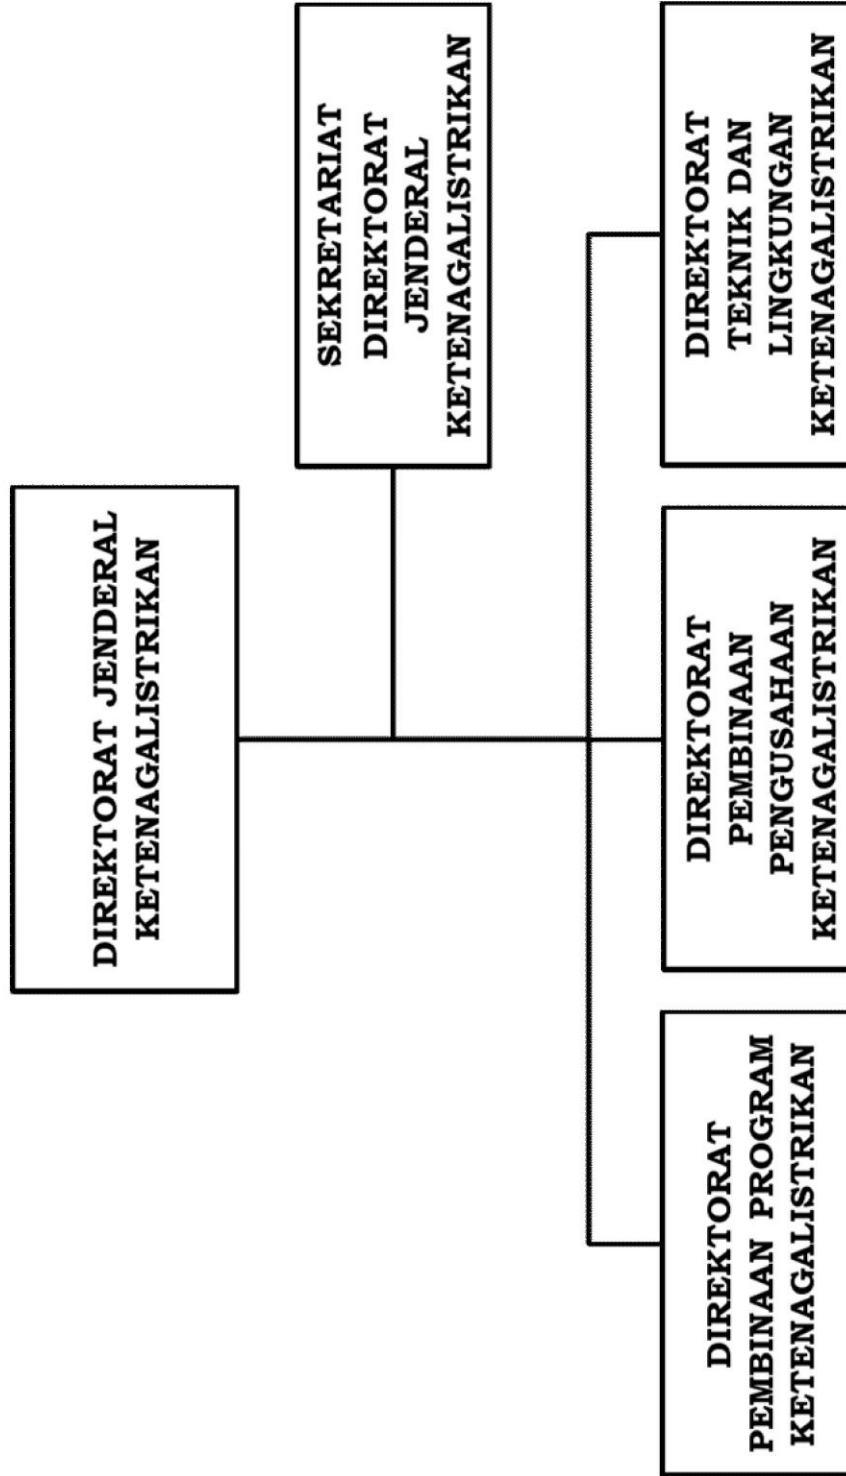 DIREKTORAT JENDERAL
KETENAGALISTRIKAN
SEKRETARIAT
DIREKTORAT
JENDERAL
KETENAGALISTRIKAN
DIREKTORAT
PEMBINAAN PROGRAM
KETENAGALISTRIKAN
DIREKTORAT
PEMBINAAN
PENGUSAHAAN
KETENAGALISTRIKAN
DIREKTORAT
TEKNIK DAN
LINGKUNGAN
KETENAGALISTRIKAN